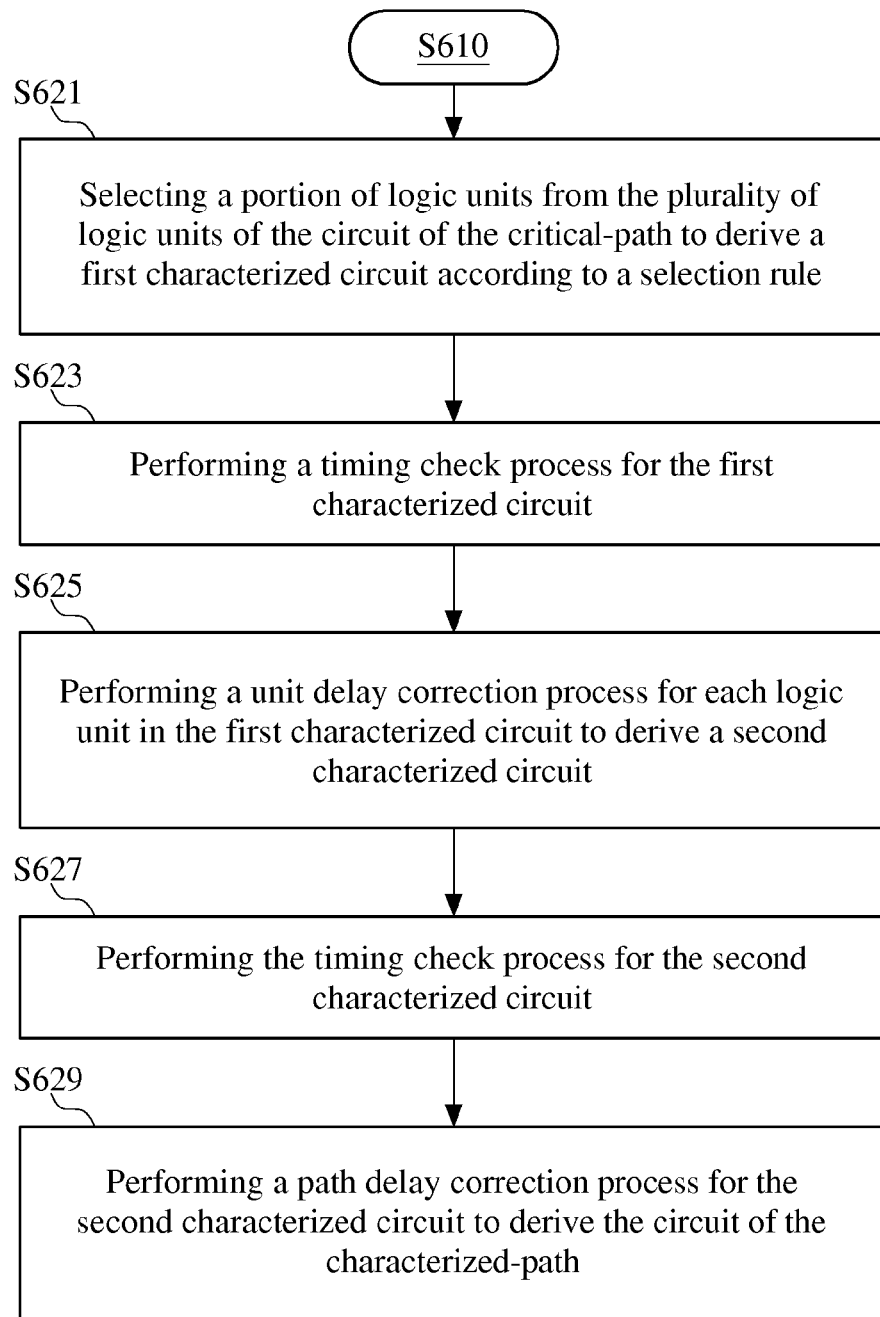 S610
S621
Selecting a portion of logic units from the plurality of
logic units of the circuit of the critical-path to derive a
first characterized circuit according to a selection rule
S623
Performing a timing check process for the first
characterized circuit
S625
Performing a unit delay correction process for each logic
unit in the first characterized circuit to derive a second
characterized circuit
S627
Performing the timing check process for the second
characterized circuit
S629
Performing a path delay correction process for the
second characterized circuit to derive the circuit of the
characterized-path